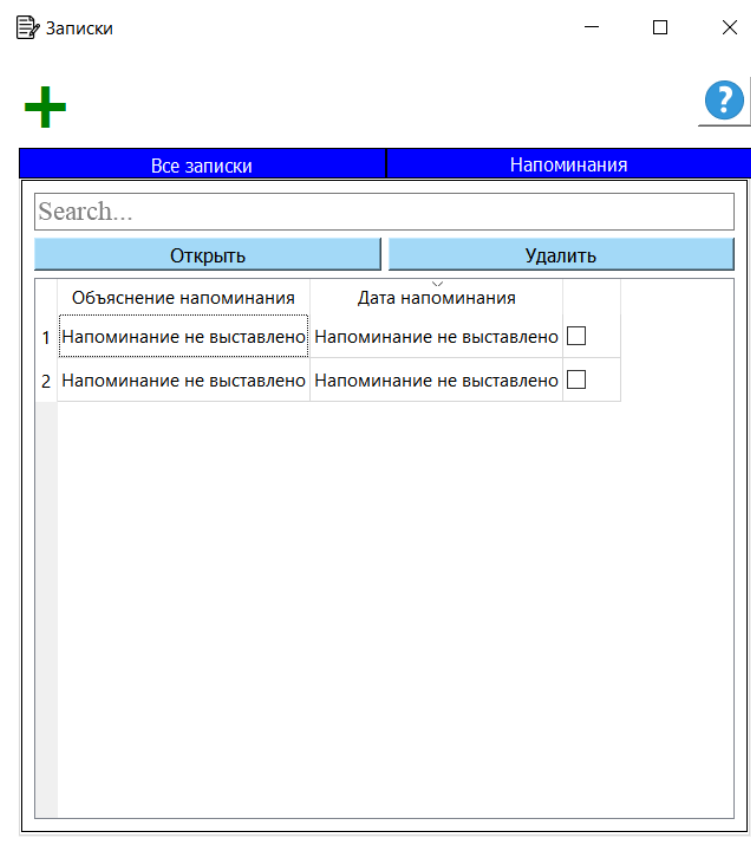 Записки
?
Все записки Напоминания
Search...
Открыть Удалить
Объяснение напоминания Дата напоминания
1 Напоминание не выставлено Напоминание не выставлено
2 Напоминание не выставлено Напоминание не выставлено